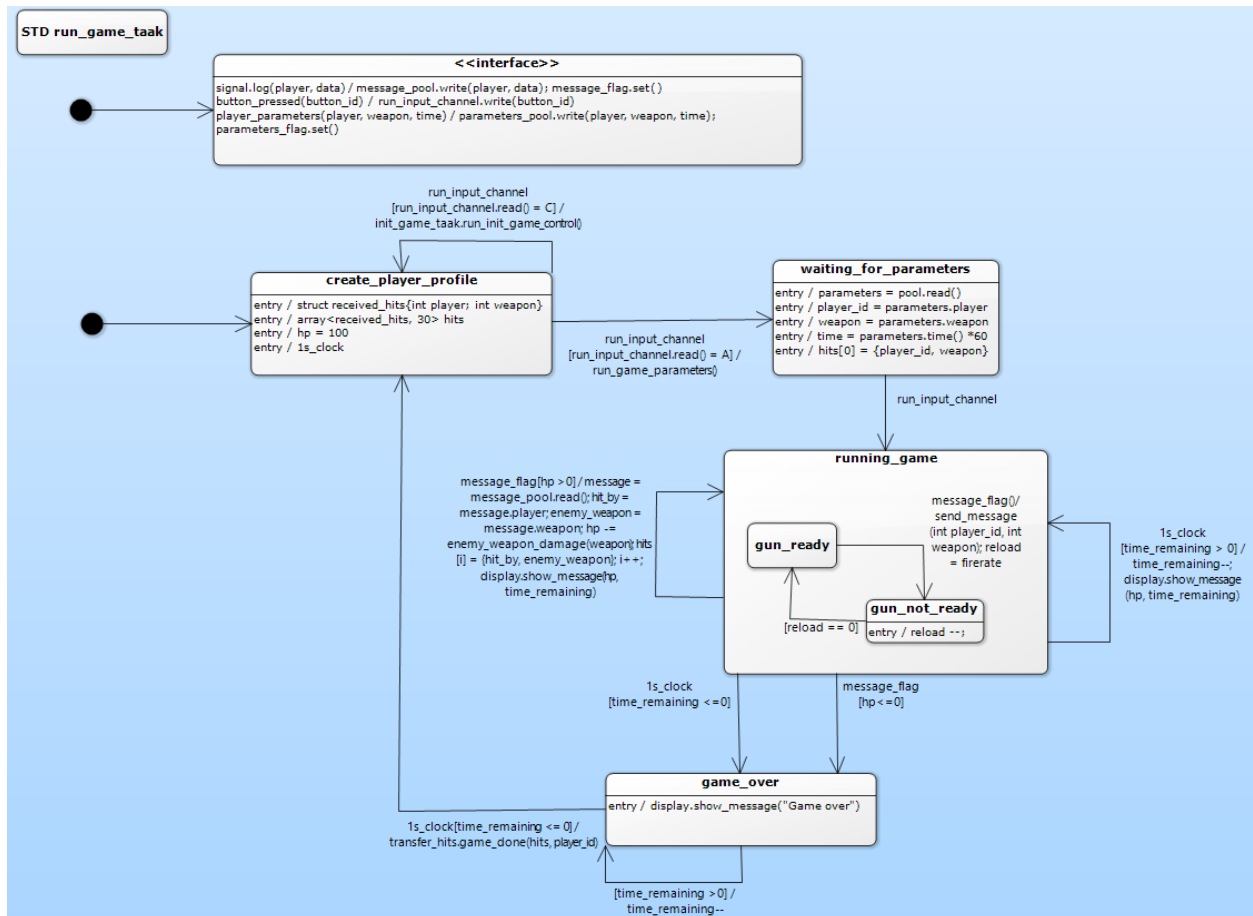 STD run_game_taak
<<interface>>
signal.log(player, data) / message_pool.write(player, data); message_flag.set()
button_pressed(button_id) / run_input_channel.write(button_id)
player_parameters(player, weapon, time) / parameters_pool.write(player, weapon, time);
parameters_flag.set()
run_input_channel
[run_input_channel.read() = C] /
init_game_taak.run_init_game_control()
create_player_profile
entry / struct received_hits{int player; int weapon}
entry / array<received_hits, 30> hits
entry / hp = 100
entry / 1s_clock
run_input_channel
[run_input_channel.read() = A] /
run_game_parameters()
waiting_for_parameters
entry / parameters = pool.read()
entry / player_id = parameters.player
entry / weapon = parameters.weapon
entry / time = parameters.time() *60
entry / hits[0] = {player_id, weapon}
run_input_channel
running_game
message_flag[hp >0] / message =
message_pool.read(); hit_by =
message.player; enemy_weapon =
message.weapon; hp -=
enemy_weapon_damage(weapon); hits
[i] = {hit_by, enemy_weapon}; i++;
display.show_message(hp,
time_remaining)
gun_ready
message_flag()/
send_message
(int player_id, int
weapon); reload
= firerate
gun_not_ready
entry / reload --;
[reload == 0]
1s_clock
[time_remaining > 0] /
time_remaining--;
display.show_message
(hp, time_remaining)
1s_clock
[time_remaining <=0]
message_flag
[hp<=0]
game_over
entry / display.show_message("Game over")
1s_clock[time_remaining <= 0] /
transfer_hits.game_done(hits, player_id)
[time_remaining >0] /
time_remaining--